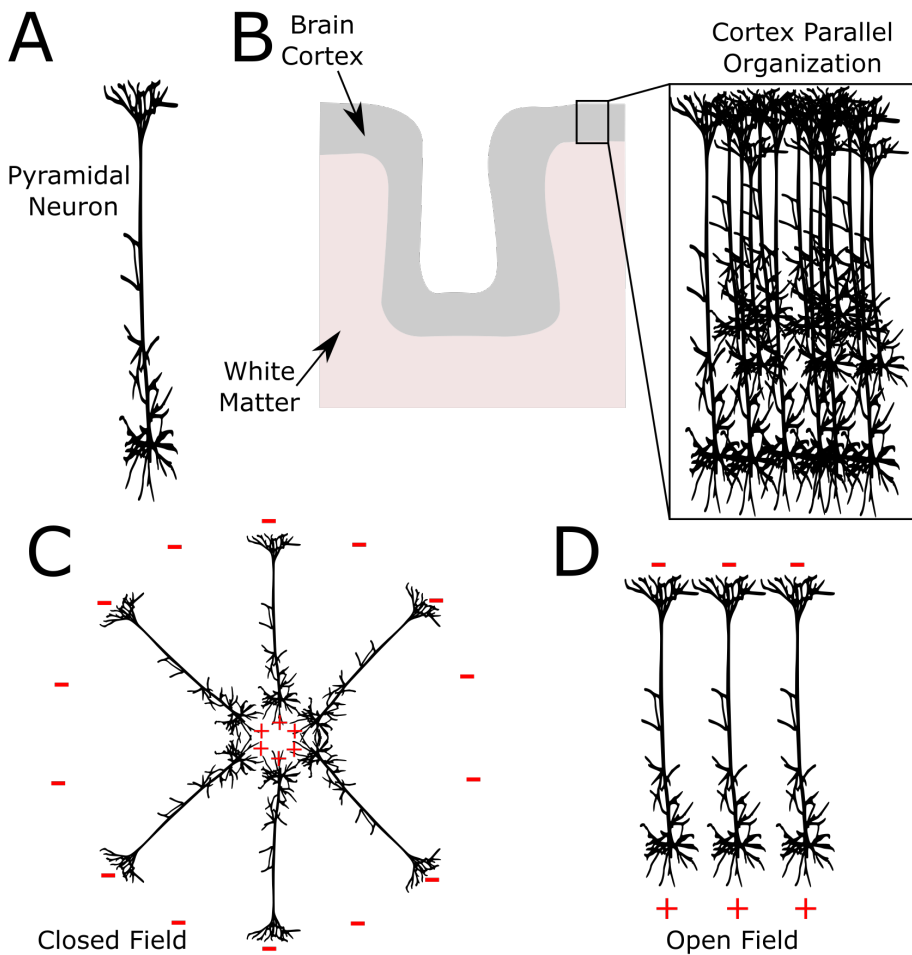 A
B
Brain
Cortex
Cortex Parallel
Organization
Pyramidal
Neuron
White
Matter
C
- - -
- -
- -
- -
- -
- - -
+ + +
+ + +
Closed Field
D
- - -
+ + +
Open Field